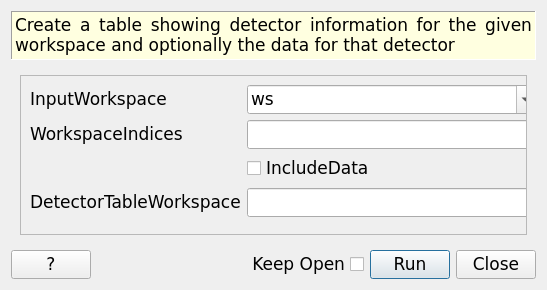 Create a table showing detector information for the given
workspace and optionally the data for that detector
InputWorkspace ws
WorkspaceIndices
IncludeData
DetectorTableWorkspace
? Keep Open Run Close